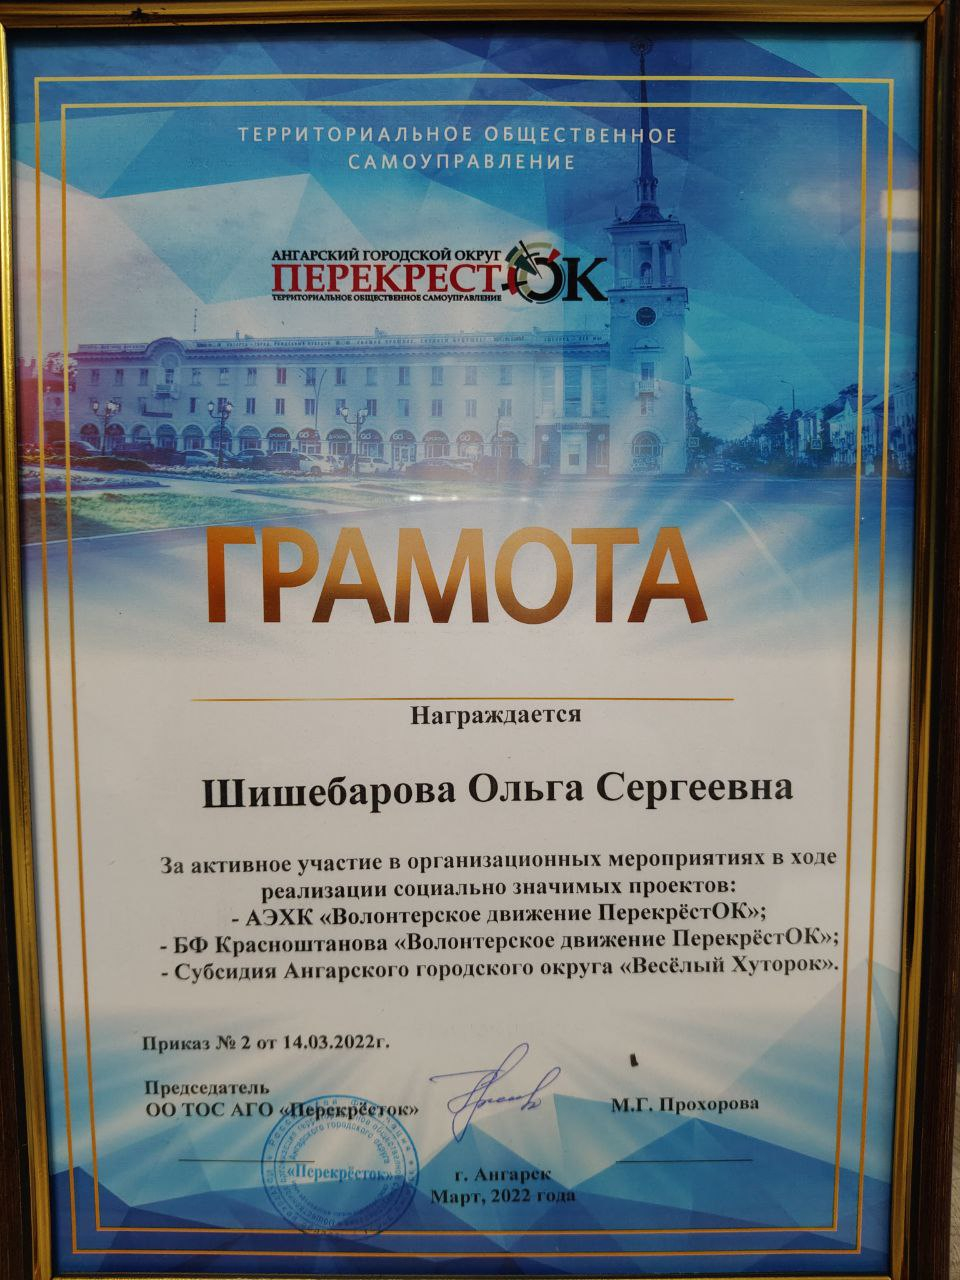 ТЕРРИТОРИАЛЬНОЕ ОБЩЕСТВЕННОЕ
САМОУПРАВЛЕНИЕ
АНГАРСКИЙ ГОРОДСКОЙ ОКРУГ
ПЕРЕКРЕСТОК
ТЕРРИТОРИАЛЬНОЕ ОБЩЕСТВЕННОЕ САМОУПРАВЛЕНИЕ
ГРАМОТА
Награждается
Шишебарова Ольга Сергеевна
За активное участие в организационных мероприятиях в ходе
реализации социально значимых проектов:
- АЭХК «Волонтерское движение ПерекрёстОК»;
- БФ Красноштанова «Волонтерское движение ПерекрёстОК»;
- Субсидия Ангарского городского округа «Весёлый Хуторок».
Приказ № 2 от 14.03.2022г.
Председатель
ОО ТОС АГО «Перекрёсток»
М.Г. Прохорова
«Перекрёсток»
г. Ангарск
Март, 2022 года